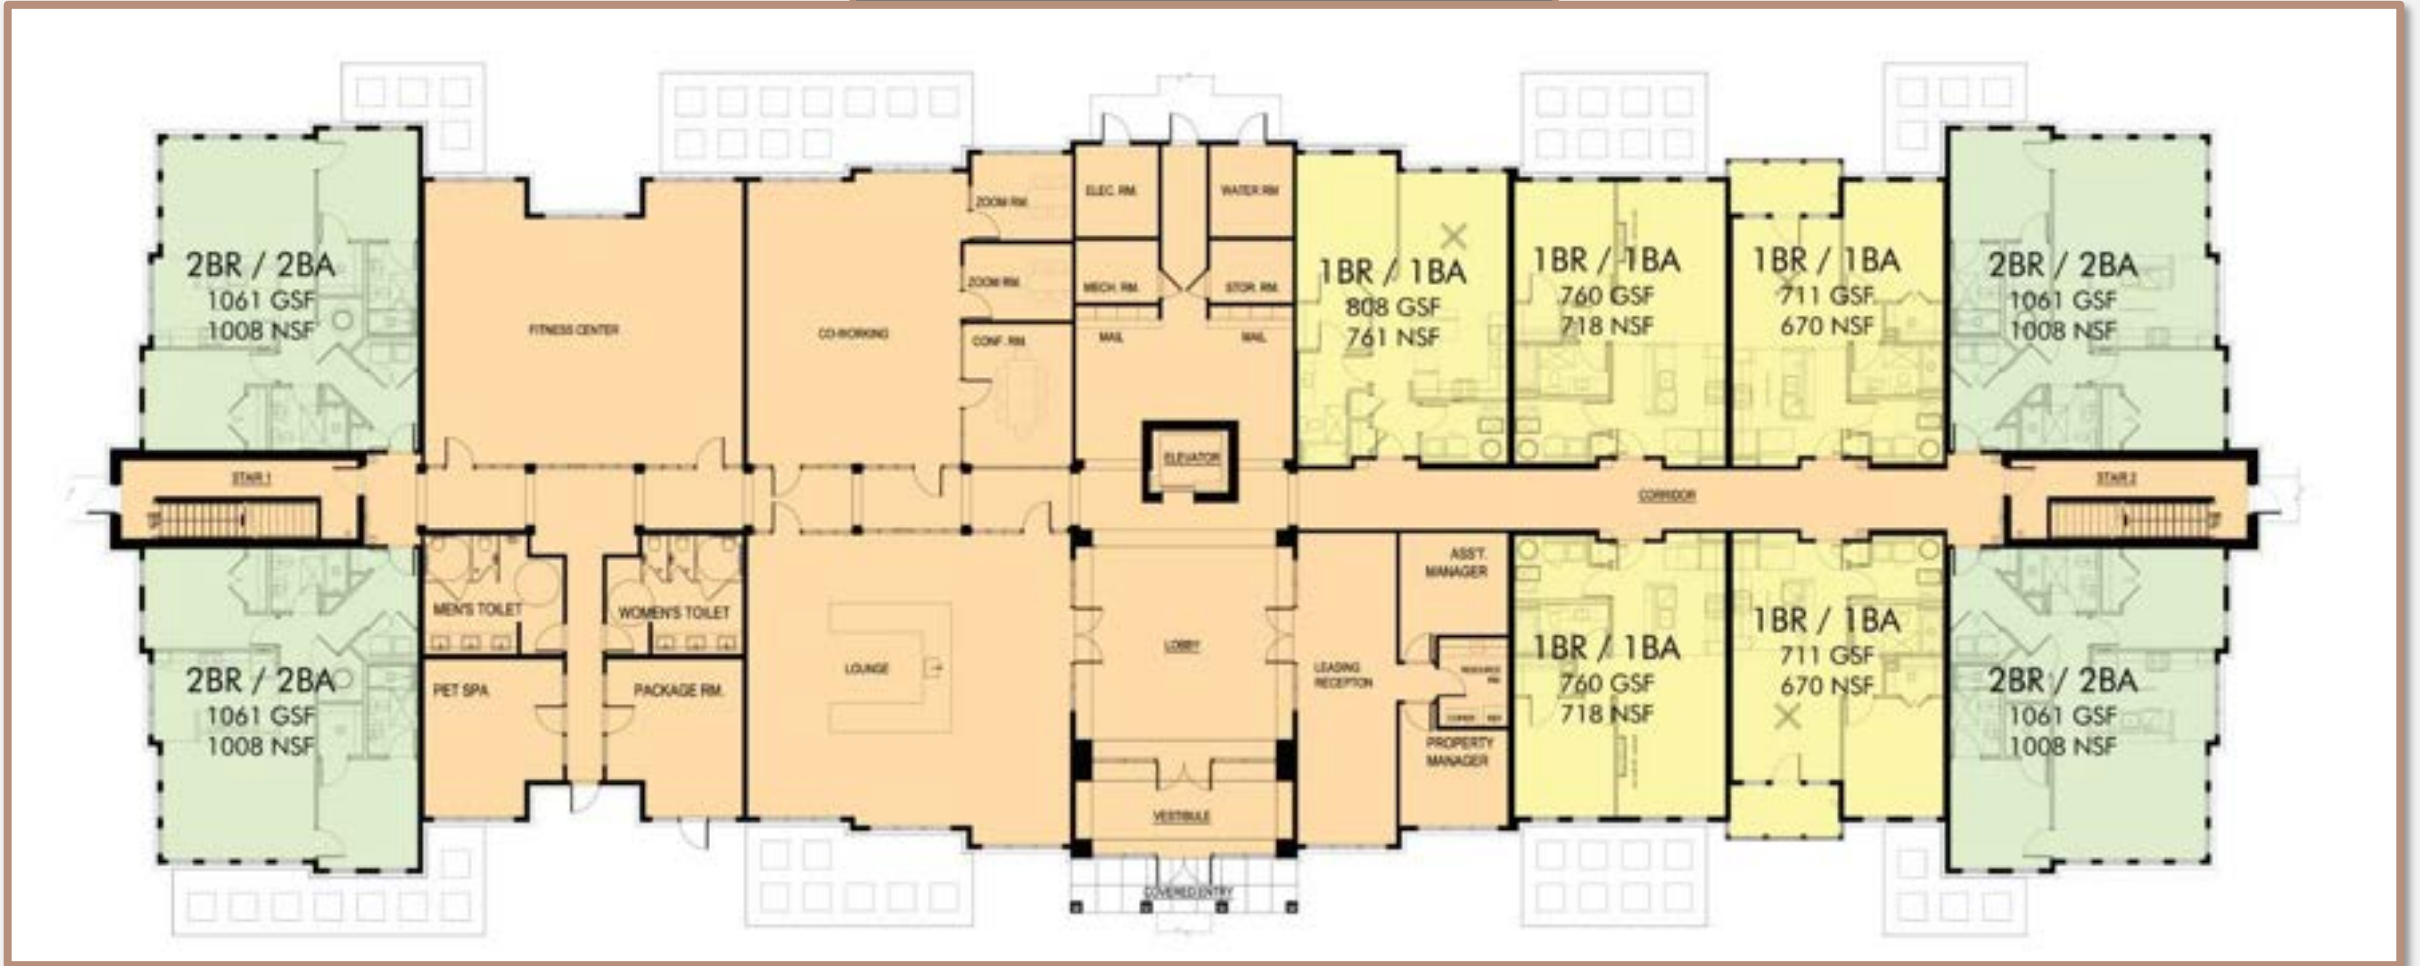 2BR / 2BA
1061 GSF
1008 NSF
FITNESS CENTER
CO-WORKING
ZOOM RM.
ZOOM RM.
CONF. RM.
ELEC. RM.
WATER RM
MECH. RM.
STOR. RM.
MAIL
MAIL
1BR / 1BA
808 GSF
761 NSF
1BR / 1BA
760 GSF
718 NSF
1BR / 1BA
711 GSF
670 NSF
2BR / 2BA
1061 GSF
1008 NSF
STAIR 1
ELEVATOR
CORRIDOR
STAIR 2
2BR / 2BA
1061 GSF
1008 NSF
MEN'S TOILET
WOMEN'S TOILET
PET SPA
PACKAGE RM.
LOUNGE
LOBBY
VESTIBULE
COVERED ENTRY
LEASING
RECEPTON
ASS'T.
MANAGER
RESOURCE
RM
COPIER
PROPERTY
MANAGER
1BR / 1BA
760 GSF
718 NSF
1BR / 1BA
711 GSF
670 NSF
2BR / 2BA
1061 GSF
1008 NSF